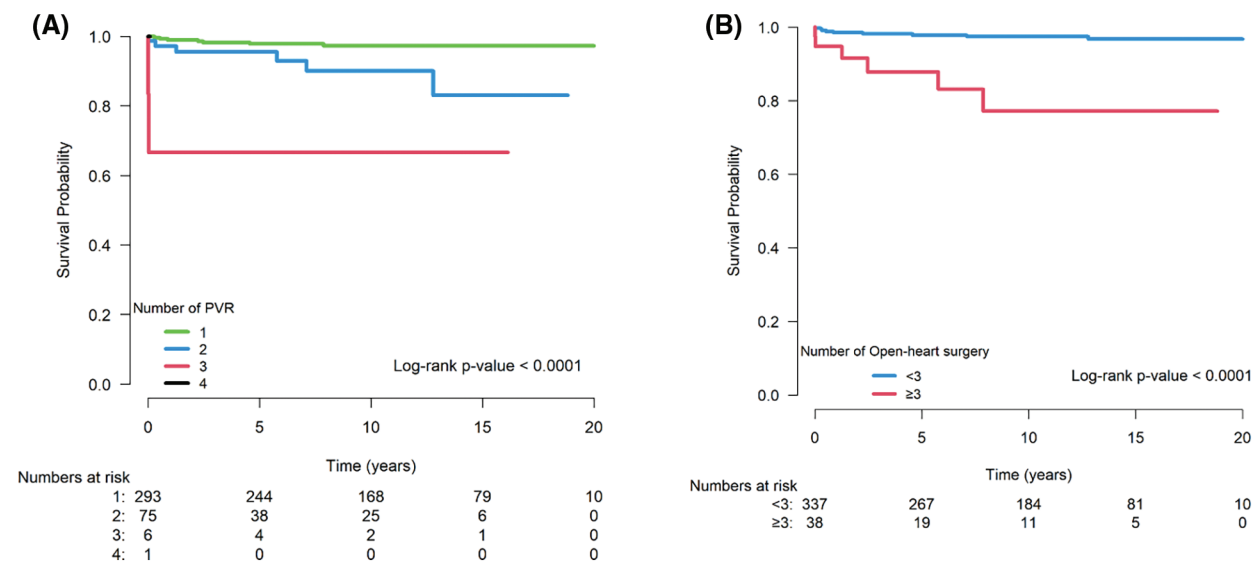 (A)
1.0
0.8
0.6
0.4
0.2
0.0
Survival Probability
Number of PVR
1
2
3
4
Log-rank p-value < 0.0001
0 5 10 15 20
Time (years)
Numbers at risk
1: 293 244 168 79 10
2: 75 38 25 6 0
3: 6 4 2 1 0
4: 1 0 0 0 0
(B)
1.0
0.8
0.6
0.4
0.2
0.0
Survival Probability
Number of Open-heart surgery
<3
≥3
Log-rank p-value < 0.0001
0 5 10 15 20
Time (years)
Numbers at risk
<3: 337 267 184 81 10
≥3: 38 19 11 5 0